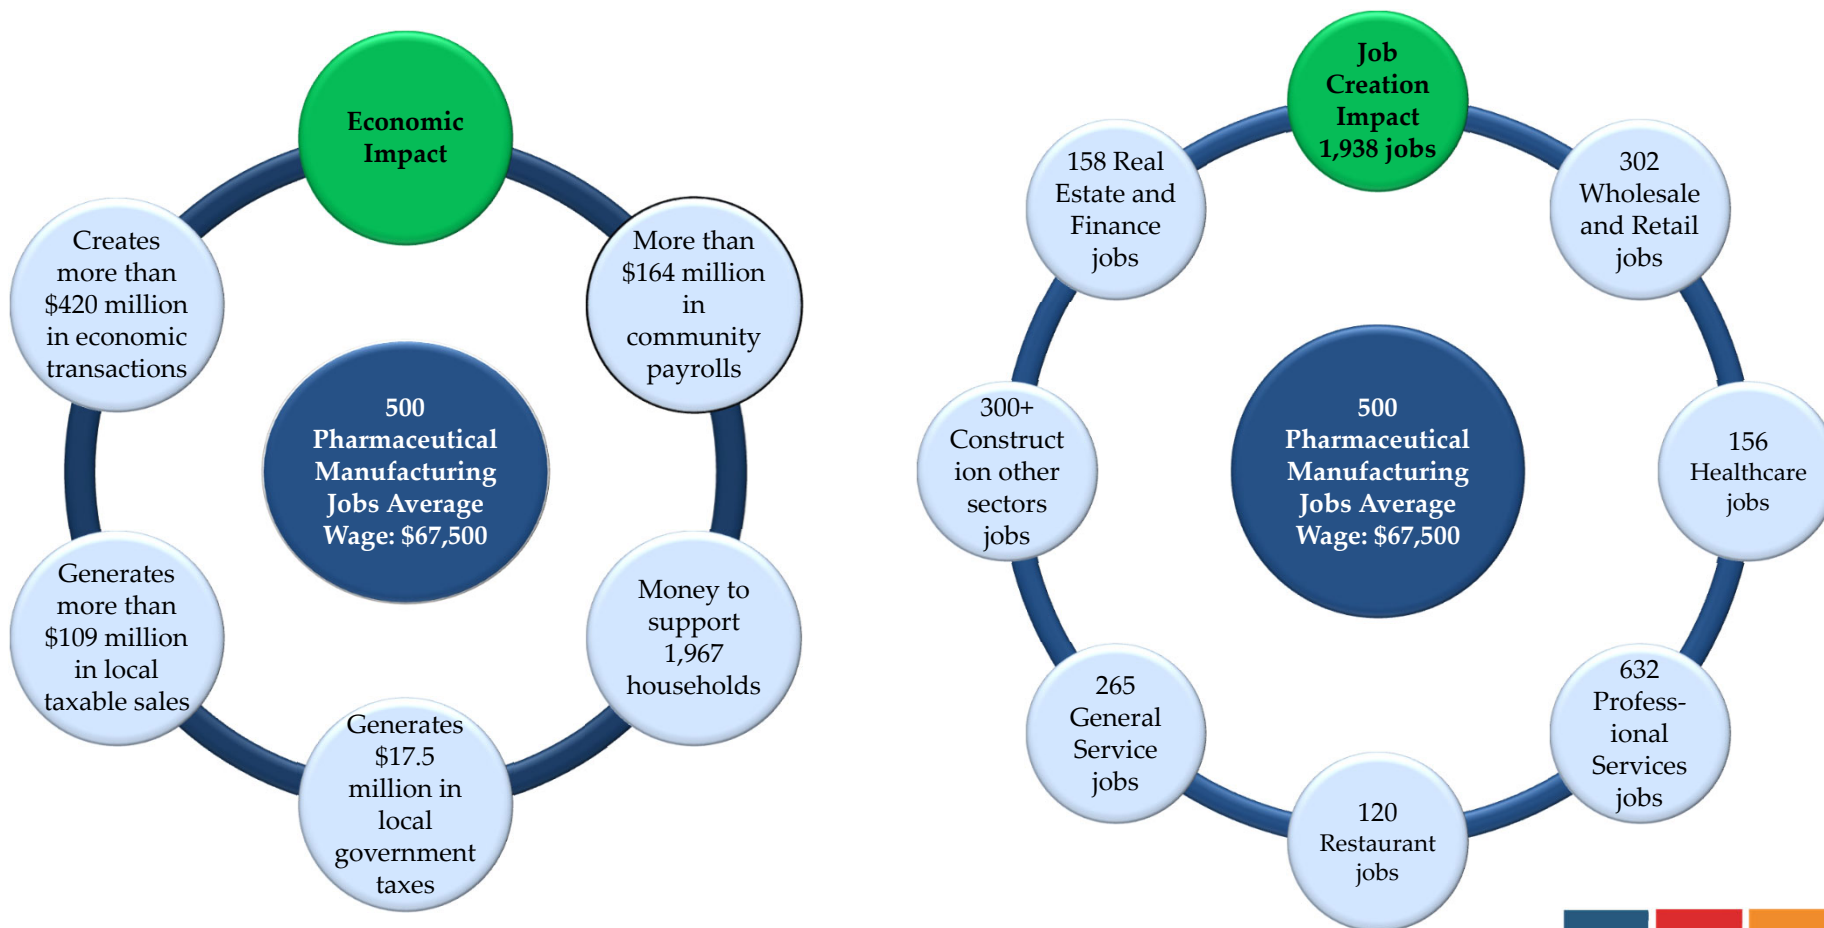 Economic
Impact
More than
$164 million
in
community
payrolls
Money to
support
1,967
households
Generates
$17.5
million in
local
government
taxes
Generates
more than
$109 million
in local
taxable sales
Creates
more than
$420 million
in economic
transactions
500
Pharmaceutical
Manufacturing
Jobs Average
Wage: $67,500
Job
Creation
Impact
1,938 jobs
302
Wholesale
and Retail
jobs
156
Healthcare
jobs
632
Profess-
ional
Services
jobs
120
Restaurant
jobs
265
General
Service
jobs
300+
Construct
ion other
sectors
jobs
158 Real
Estate and
Finance
jobs
500
Pharmaceutical
Manufacturing
Jobs Average
Wage: $67,500